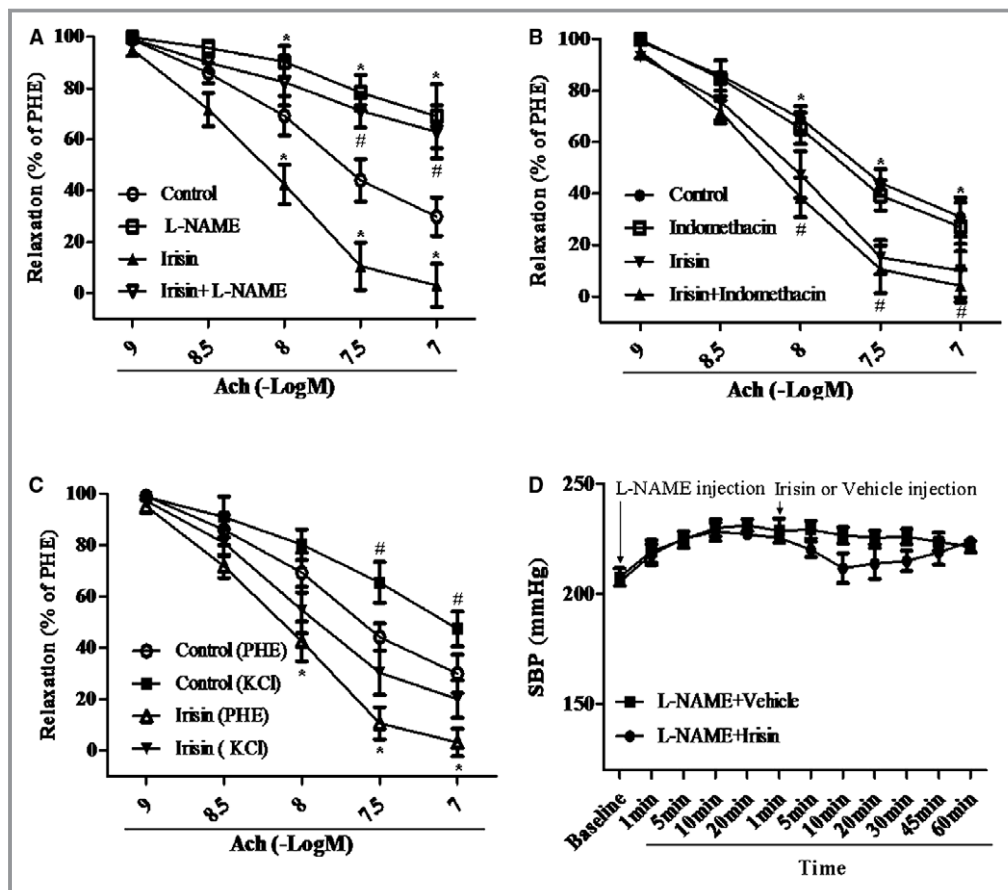 A
Relaxation (% of PHE)
100
80
60
40
20
0
* * *
# #
* * *
Control
L-NAME
Irisin
Irisin+L-NAME
9 8.5 8 7.5 7
Ach (-LogM)
B
Relaxation (% of PHE)
100
80
60
40
20
0
* * *
# # #
Control
Indomethacin
Irisin
Irisin+Indomethacin
9 8.5 8 7.5 7
Ach (-LogM)
C
Relaxation (% of PHE)
100
80
60
40
20
0
# #
* * *
Control (PHE)
Control (KCl)
Irisin (PHE)
Irisin ( KCl)
9 8.5 8 7.5 7
Ach (-LogM)
D
SBP (mmHg)
250
200
150
L-NAME injection Irisin or Vehicle injection
L-NAME+Vehicle
L-NAME+Irisin
Baseline 1min 5min 10min 20min 1min 5min 10min 20min 30min 45min 60min
Time